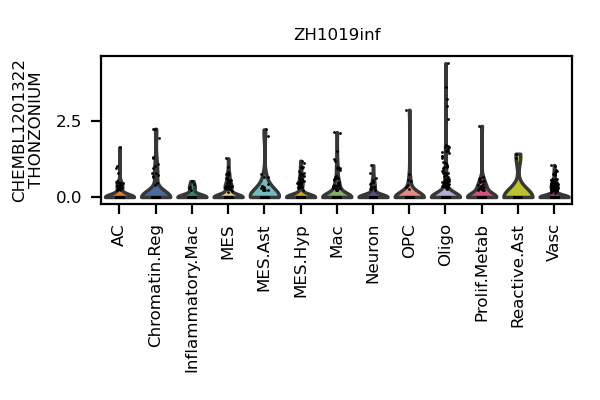 ZH1019inf
CHEMBL1201322
THONZONIUM
2.5
0.0
AC
Chromatin.Reg
Inflammatory.Mac
MES
MES.Ast
MES.Hyp
Mac
Neuron
OPC
Oligo
Prolif.Metab
Reactive.Ast
Vasc